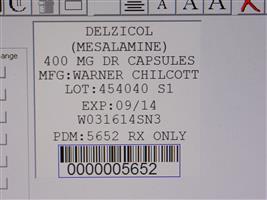 A A A
ange
DELZICOL
(MESALAMINE)
400 MG DR CAPSULES
MFG:WARNER CHILCOTT
LOT:454040 S1
EXP:09/14
W031614SN3
PDM:5652 RX ONLY
0000005652